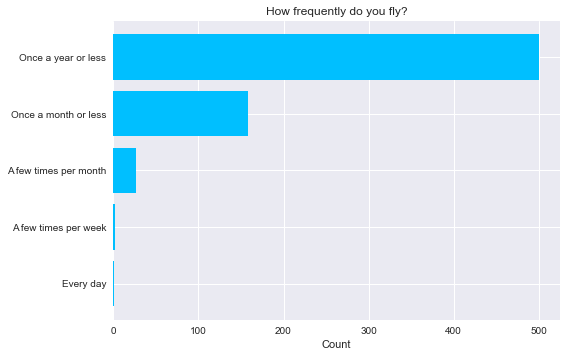 How frequently do you fly?
Once a year or less
Once a month or less
A few times per month
A few times per week
Every day
0 100 200 300 400 500
Count